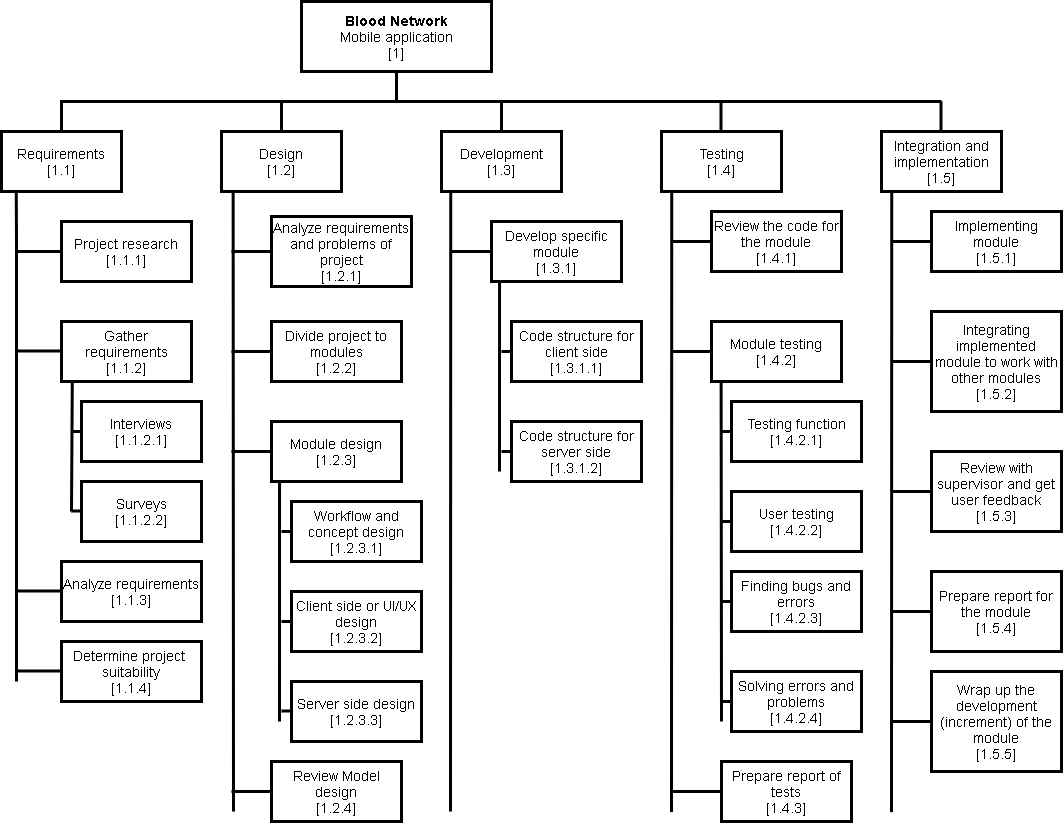 Blood Network
Mobile application
[1]
Requirements
[1.1]
Project research
[1.1.1]
Gather
requirements
[1.1.2]
Interviews
[1.1.2.1]
Surveys
[1.1.2.2]
Analyze requirements
[1.1.3]
Determine project
suitability
[1.1.4]
Design
[1.2]
Analyze requirements
and problems of
project
[1.2.1]
Divide project to
modules
[1.2.2]
Module design
[1.2.3]
Workflow and
concept design
[1.2.3.1]
Client side or UI/UX
design
[1.2.3.2]
Server side design
[1.2.3.3]
Review Model
design
[1.2.4]
Development
[1.3]
Develop specific
module
[1.3.1]
Code structure for
client side
[1.3.1.1]
Code structure for
server side
[1.3.1.2]
Testing
[1.4]
Review the code for
the module
[1.4.1]
Module testing
[1.4.2]
Testing function
[1.4.2.1]
User testing
[1.4.2.2]
Finding bugs and
errors
[1.4.2.3]
Solving errors and
problems
[1.4.2.4]
Prepare report of
tests
[1.4.3]
Integration and
implementation
[1.5]
Implementing
module
[1.5.1]
Integrating
implemented
module to work with
other modules
[1.5.2]
Review with
supervisor and get
user feedback
[1.5.3]
Prepare report for
the module
[1.5.4]
Wrap up the
development
(increment) of the
module
[1.5.5]